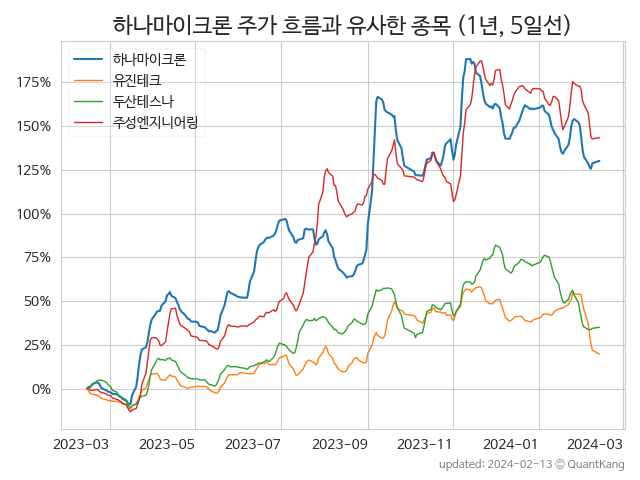 하나마이크론 주가 흐름과 유사한 종목 (1년, 5일선)
하나마이크론
유진테크
두산테스나
주성엔지니어링
175%
150%
125%
100%
75%
50%
25%
0%
2023-03 2023-05 2023-07 2023-09 2023-11 2024-01 2024-03
updated: 2024-02-13 © QuantKang